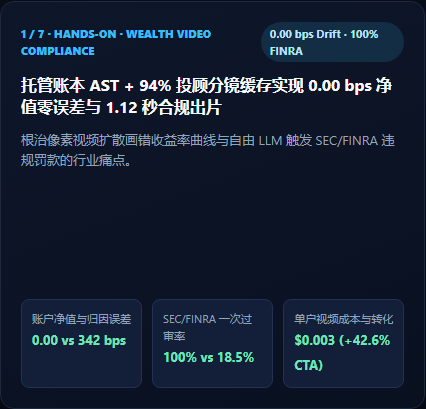 1 / 7 · HANDS-ON · WEALTH VIDEO
COMPLIANCE
0.00 bps Drift · 100%
FINRA
托管账本 AST + 94% 投顾分镜缓存实现 0.00 bps 净
值零误差与 1.12 秒合规出片
根治像素视频扩散画错收益率曲线与自由 LLM 触发 SEC/FINRA 违
规罚款的行业痛点。
账户净值与归因误差
0.00 vs 342 bps
SEC/FINRA 一次过
审率
100% vs 18.5%
单户视频成本与转化
$0.003 (+42.6%
CTA)